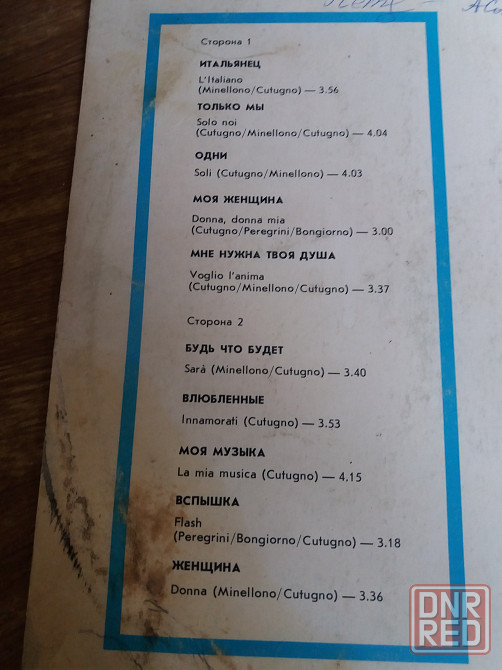 Сторона 1
ИТАЛЬЯНЕЦ
L'Italiano
(Minellono/Cutugno) — 3.56
ТОЛЬКО МЫ
Solo noi
(Cutugno/Minellono/Cutugno) — 4.04
ОДНИ
Soli (Cutugno/Minellono) — 4.03
МОЯ ЖЕНЩИНА
Donna, donna mia
(Cutugno/Peregrini/Bongiorno) — 3.00
МНЕ НУЖНА ТВОЯ ДУША
Voglio l'anima
(Cutugno/Minellono/Cutugno) — 3.37
Сторона 2
БУДЬ ЧТО БУДЕТ
Sarà (Minellono/Cutugno) — 3.40
ВЛЮБЛЕННЫЕ
Innamorati (Cutugno) — 3.53
МОЯ МУЗЫКА
La mia musica (Cutugno) — 4.15
ВСПЫШКА
Flash
(Peregrini/Bongiorno/Cutugno) — 3.18
ЖЕНЩИНА
Donna (Minellono/Cutugno) — 3.36
DNR
RED